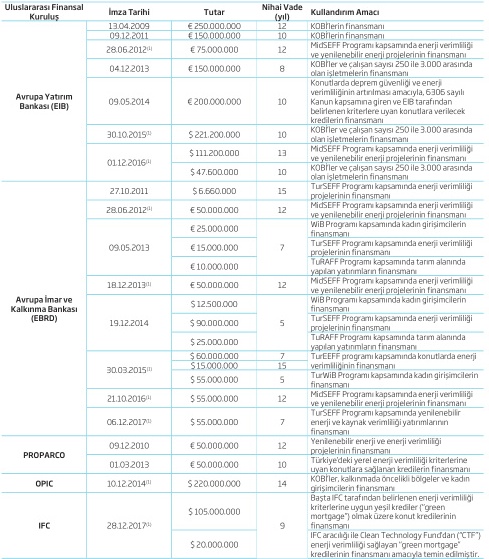 Uluslararası Finansal Kuruluş İmza Tarihi Tutar Nihai Vade (yıl) Kullandırım Amacı
Avrupa Yatırım Bankası (EIB)
13.04.2009 € 250.000.000 12 KOBİ'lerin finansmanı
09.12.2011 € 150.000.000 10 KOBİ'lerin finansmanı
28.06.2012(1) € 75.000.000 12 MidSEFF Programı kapsamında enerji verimliliği
ve yenilenebilir enerji projelerinin finansmanı
04.12.2013 € 150.000.000 8 KOBİ'ler ve çalışan sayısı 250 ile 3.000 arasında
olan işletmelerin finansmanı
09.05.2014 € 200.000.000 10 Konutlarda deprem güvenliği ve enerji
verimliliğinin artırılması amacıyla, 6306 sayılı
Kanun kapsamına giren ve EIB tarafından
belirlenen kriterlere uyan konutlara verilecek
kredilerin finansmanı
30.10.2015(1) $ 221.200.000 10 KOBİ'ler ve çalışan sayısı 250 ile 3.000 arasında
olan işletmelerin finansmanı
01.12.2016(1) $ 111.200.000 13 MidSEFF Programı kapsamında enerji verimliliği
ve yenilenebilir enerji projelerinin finansmanı
$ 47.600.000 10 KOBİ'ler ve çalışan sayısı 250 ile 3.000 arasında
olan işletmelerin finansmanı
Avrupa İmar ve Kalkınma Bankası (EBRD)
27.10.2011 $ 6.660.000 15 TurSEFF Programı kapsamında enerji verimliliği
projelerinin finansmanı
28.06.2012(1) € 50.000.000 12 MidSEFF Programı kapsamında enerji verimliliği
ve yenilenebilir enerji projelerinin finansmanı
09.05.2013 € 25.000.000 7 WiB Programı kapsamında kadın girişimcilerin
finansmanı
€ 15.000.000 TurSEFF Programı kapsamında enerji verimliliği
projelerinin finansmanı
€ 10.000.000 TuRAFF Programı kapsamında tarım alanında
yapılan yatırımların finansmanı
18.12.2013(1) € 50.000.000 12 MidSEFF Programı kapsamında enerji verimliliği
ve yenilenebilir enerji projelerinin finansmanı
19.12.2014 $ 12.500.000 5 WiB Programı kapsamında kadın girişimcilerin
finansmanı
$ 90.000.000 TurSEFF Programı kapsamında enerji verimliliği
projelerinin finansmanı
$ 25.000.000 TuRAFF Programı kapsamında tarım alanında
yapılan yatırımların finansmanı
30.03.2015(1) $ 60.000.000 7 TurEEFF programı kapsamında konutlarda enerji
$ 15.000.000 15 verimliliğinin finansmanı
$ 55.000.000 5 TurWiB Programı kapsamında kadın girişimcilerin
finansmanı
21.10.2016(1) $ 55.000.000 12 MidSEFF Programı kapsamında enerji verimliliği
ve yenilenebilir enerji projelerinin finansmanı
06.12.2017(1) $ 55.000.000 7 TurSEFF Programı kapsamında yenilenebilir
enerji ve kaynak verimliliği yatırımlarının
finansmanı
PROPARCO
09.12.2010 € 50.000.000 12 Yenilenebilir enerji ve enerji verimliliği
projelerinin finansmanı
01.03.2013 € 50.000.000 10 Türkiye'deki yerel enerji verimliliği kriterlerine
uyan konutlara sağlanan kredilerin finansmanı
OPIC 10.12.2014(1) $ 220.000.000 14 KOBİ'ler, kalkınmada öncelikli bölgeler ve kadın
girişimcilerin finansmanı
IFC 28.12.2017(1) $ 105.000.000 9 Başta IFC tarafından belirlenen enerji verimliliği
kriterlerine uygun yeşil krediler ("green
mortgage") olmak üzere konut kredilerinin
finansmanı
$ 20.000.000 IFC aracılığı ile Clean Technology Fund'dan ("CTF")
enerji verimliliği sağlayan "green mortgage"
kredilerinin finansmanı amacıyla temin edilmiştir.